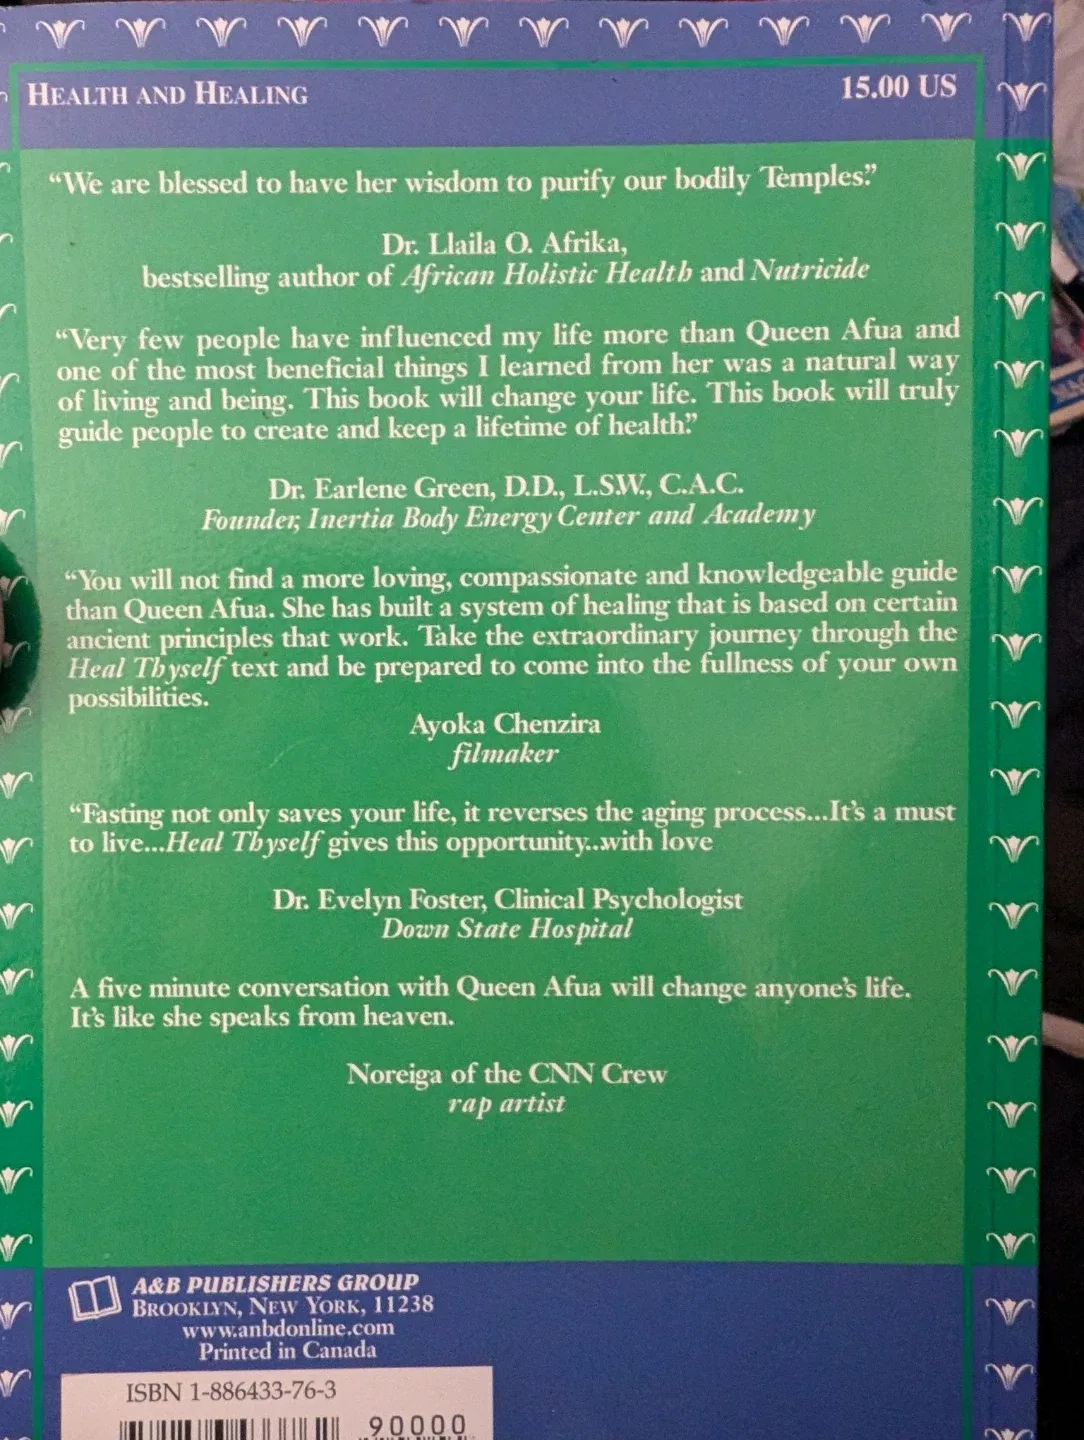 HEALTH AND HEALING
15.00 US
“We are blessed to have her wisdom to purify our bodily Temples.”
Dr. Llaila O. Afrika,
bestselling author of African Holistic Health and Nutricide
“Very few people have influenced my life more than Queen Afua and
one of the most beneficial things I learned from her was a natural way
of living and being. This book will change your life. This book will truly
guide people to create and keep a lifetime of health.”
Dr. Earlene Green, D.D., L.S.W., C.A.C.
Founder, Inertia Body Energy Center and Academy
“You will not find a more loving, compassionate and knowledgeable guide
than Queen Afua. She has built a system of healing that is based on certain
ancient principles that work. Take the extraordinary journey through the
Heal Thyself text and be prepared to come into the fullness of your own
possibilities.
Ayoka Chenzira
filmaker
“Fasting not only saves your life, it reverses the aging process...It’s a must
to live...Heal Thyself gives this opportunity...with love
Dr. Evelyn Foster, Clinical Psychologist
Down State Hospital
A five minute conversation with Queen Afua will change anyone’s life.
It’s like she speaks from heaven.
Noreiga of the CNN Crew
rap artist
A&B PUBLISHERS GROUP
BROOKLYN, NEW YORK, 11238
www.anbdonline.com
Printed in Canada
ISBN 1-886433-76-3
90000